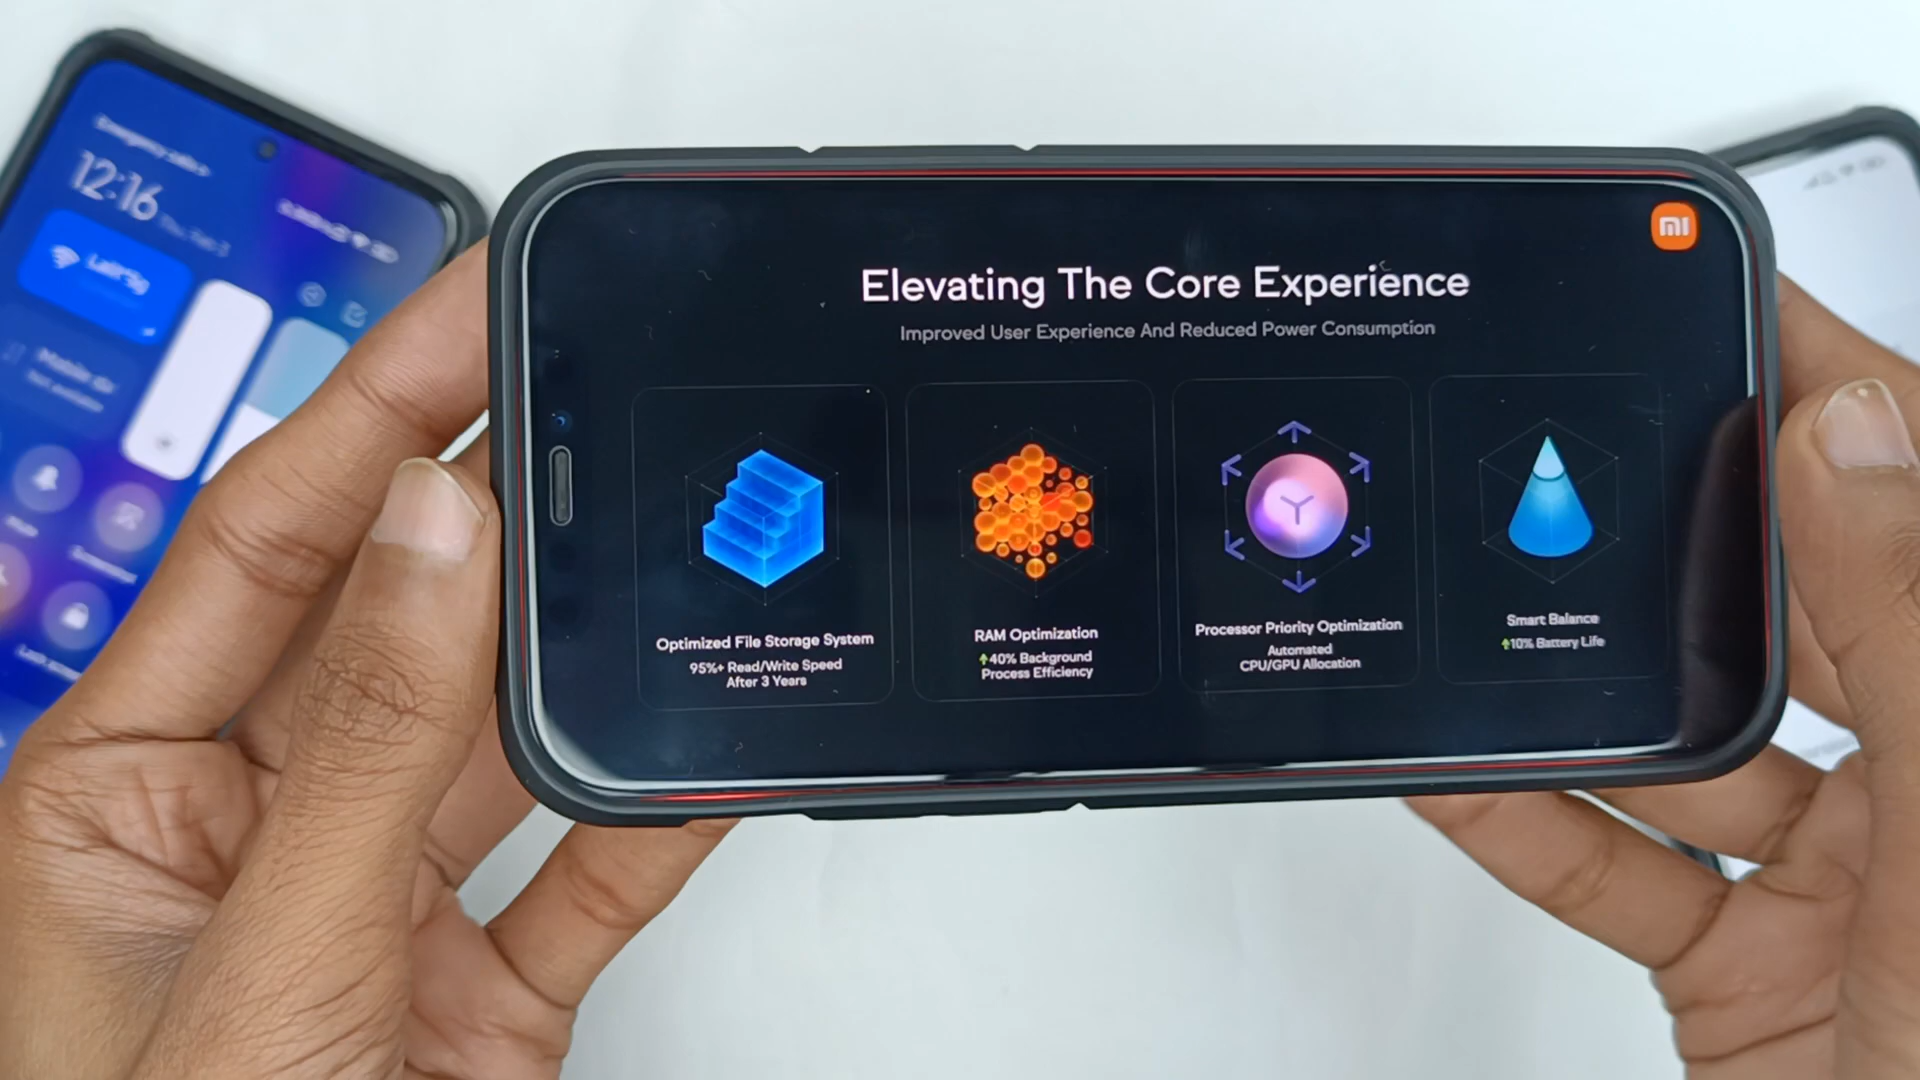 Emergency calls
12:16
mi
Elevating The Core Experience
Improved User Experience And Reduced Power Consumption
Optimized File Storage System
95%+ Read/Write Speed
After 3 Years
RAM Optimization
40% Background
Process Efficiency
Processor Priority Optimization
Automated
CPU/GPU Allocation
Smart Balance
10% Battery Life